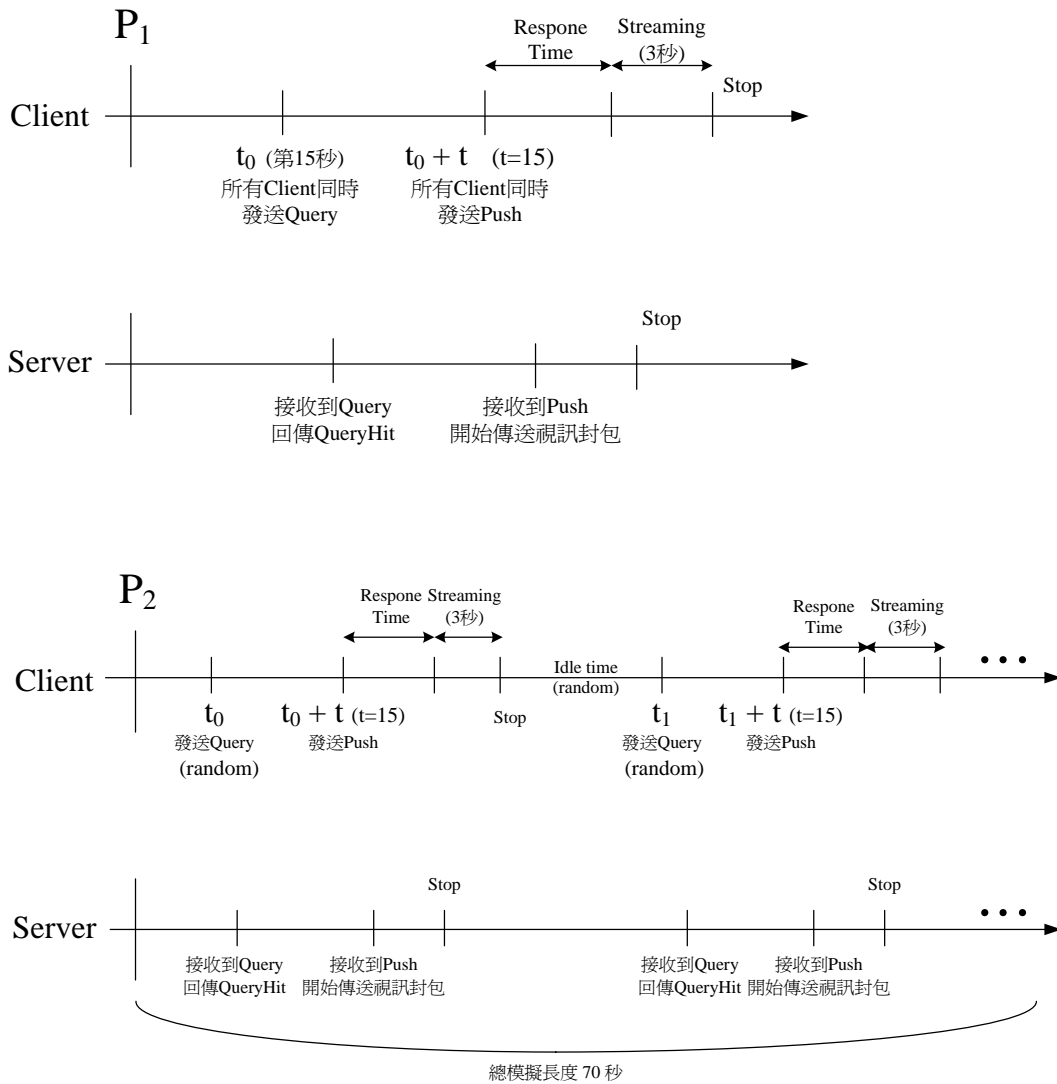 P1
Respone
Time
Streaming
(3秒)
Stop
Client
t0 (第15秒)
所有Client同時
發送Query
t0 + t (t=15)
所有Client同時
發送Push
Stop
Server
接收到Query
回傳QueryHit
接收到Push
開始傳送視訊封包
P2
Respone
Time
Streaming
(3秒)
Respone
Time
Streaming
(3秒)
Client
Idle time
(random)
• • •
t0
發送Query
(random)
t0 + t (t=15)
發送Push
Stop
t1
發送Query
(random)
t1 + t (t=15)
發送Push
Stop
Stop
Server
• • •
接收到Query
回傳QueryHit
接收到Push
開始傳送視訊封包
接收到Query
回傳QueryHit
接收到Push
開始傳送視訊封包
總模擬長度 70 秒